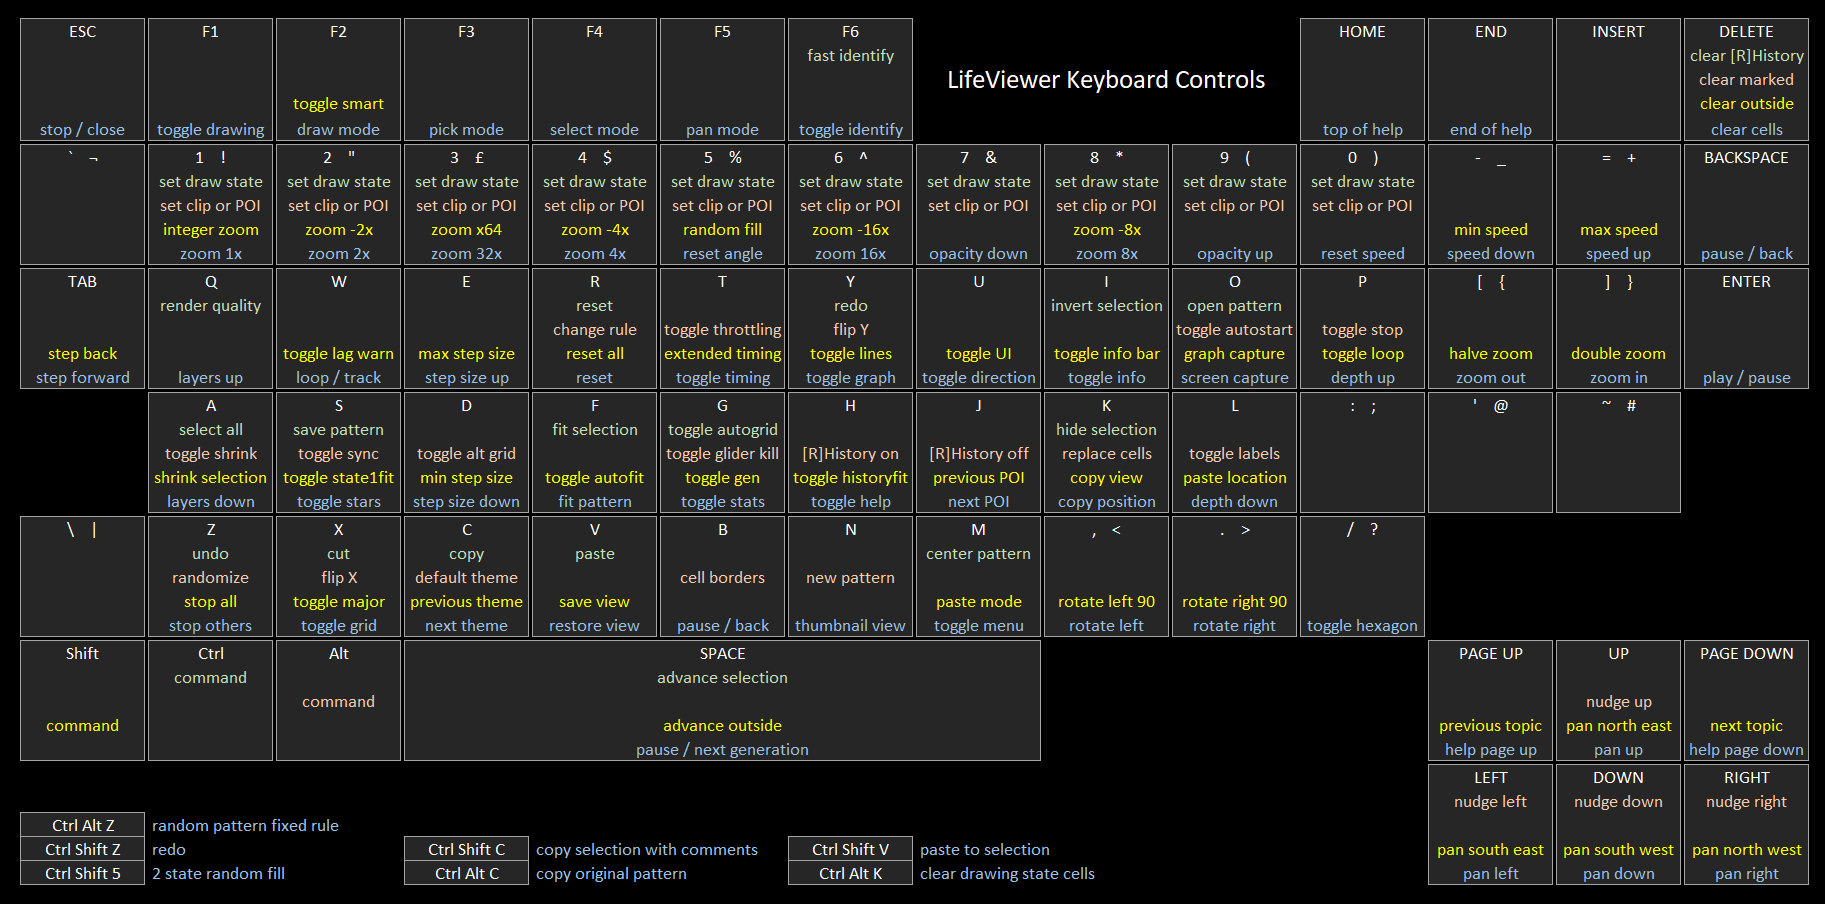 LifeViewer Keyboard Controls
ESC
stop / close
F1
toggle drawing
F2
toggle smart
draw mode
F3
pick mode
F4
select mode
F5
pan mode
F6
fast identify
toggle identify
HOME
top of help
END
end of help
INSERT
DELETE
clear [R]History
clear marked
clear outside
clear cells
` ¬
1 !
set draw state
set clip or POI
integer zoom
zoom 1x
2 "
set draw state
set clip or POI
zoom -2x
zoom 2x
3 £
set draw state
set clip or POI
zoom x64
zoom 32x
4 $
set draw state
set clip or POI
zoom -4x
zoom 4x
5 %
set draw state
set clip or POI
random fill
reset angle
6 ^
set draw state
set clip or POI
zoom -16x
zoom 16x
7 &
set draw state
set clip or POI
opacity down
8 *
set draw state
set clip or POI
zoom -8x
zoom 8x
9 (
set draw state
set clip or POI
opacity up
0 )
set draw state
set clip or POI
reset speed
- _
min speed
speed down
= +
max speed
speed up
BACKSPACE
pause / back
TAB
step back
step forward
Q
render quality
layers up
W
toggle lag warn
loop / track
E
max step size
step size up
R
reset
change rule
reset all
reset
T
toggle throttling
extended timing
toggle timing
Y
redo
flip Y
toggle lines
toggle graph
U
toggle UI
toggle direction
I
invert selection
toggle info bar
toggle info
O
open pattern
toggle autostart
graph capture
screen capture
P
toggle stop
toggle loop
depth up
[ {
halve zoom
zoom out
] }
double zoom
zoom in
ENTER
play / pause
A
select all
toggle shrink
shrink selection
layers down
S
save pattern
toggle sync
toggle state1fit
toggle stars
D
toggle alt grid
min step size
step size down
F
fit selection
toggle autofit
fit pattern
G
toggle autogrid
toggle glider kill
toggle gen
toggle stats
H
[R]History on
toggle historyfit
toggle help
J
[R]History off
previous POI
next POI
K
hide selection
replace cells
copy view
copy position
L
toggle labels
paste location
depth down
: ;
' @
~ #
\ |
Z
undo
randomize
stop all
stop others
X
cut
flip X
toggle major
toggle grid
C
copy
default theme
previous theme
next theme
V
paste
save view
restore view
B
cell borders
pause / back
N
new pattern
thumbnail view
M
center pattern
paste mode
toggle menu
, <
rotate left 90
rotate left
. >
rotate right 90
rotate right
/ ?
toggle hexagon
Shift
command
Ctrl
command
Alt
command
SPACE
advance selection
advance outside
pause / next generation
PAGE UP
previous topic
help page up
UP
nudge up
pan north east
pan up
PAGE DOWN
next topic
help page down
LEFT
nudge left
pan south east
pan left
DOWN
nudge down
pan south west
pan down
RIGHT
nudge right
pan north west
pan right
Ctrl Alt Z random pattern fixed rule
Ctrl Shift Z redo
Ctrl Shift 5 2 state random fill
Ctrl Shift C copy selection with comments
Ctrl Alt C copy original pattern
Ctrl Shift V paste to selection
Ctrl Alt K clear drawing state cells